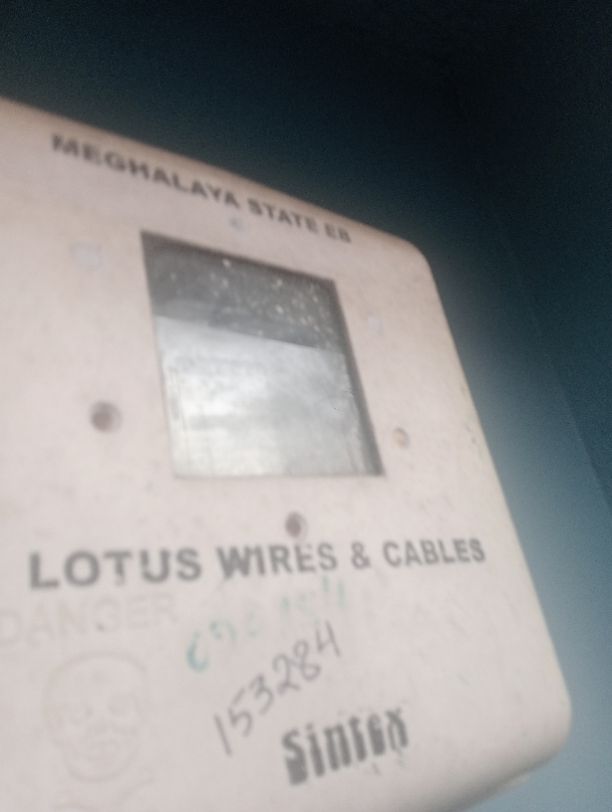 MEGHALAYA STATE EB
LOTUS WIRES & CABLES
DANGER
153284
Sintex